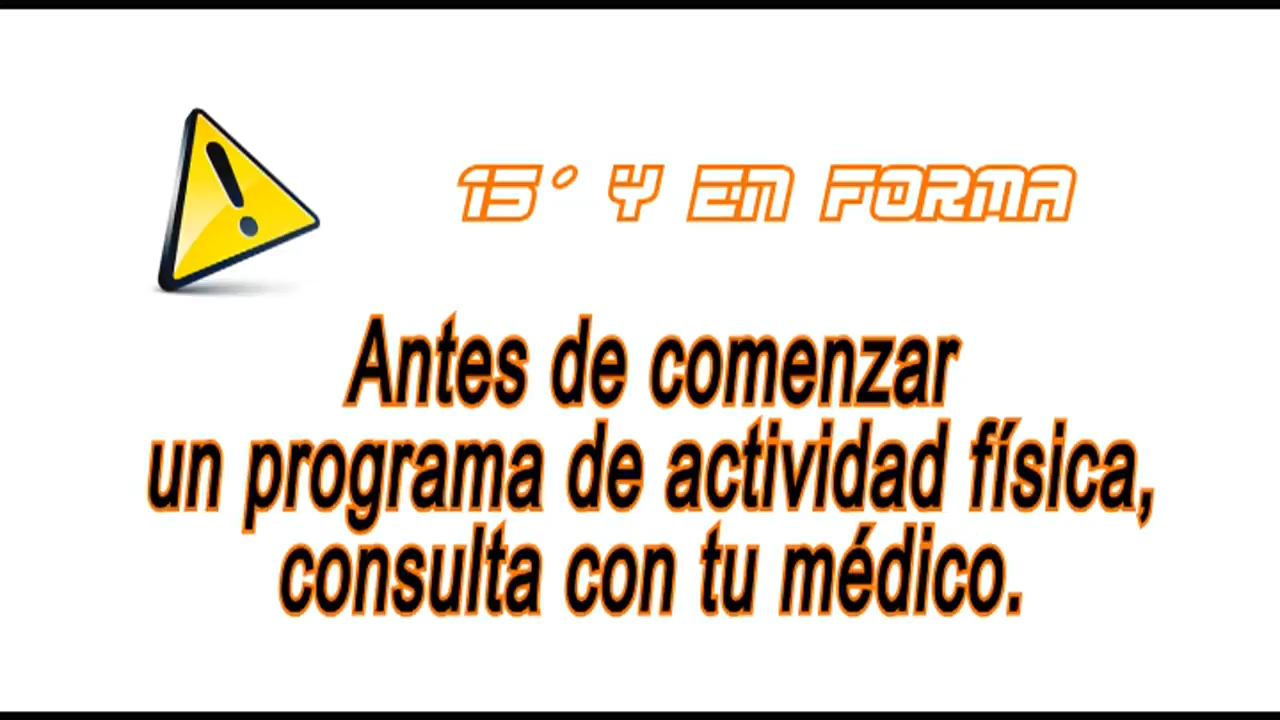 15´ Y EN FORMA
Antes de comenzar
un programa de actividad física,
consulta con tu médico.